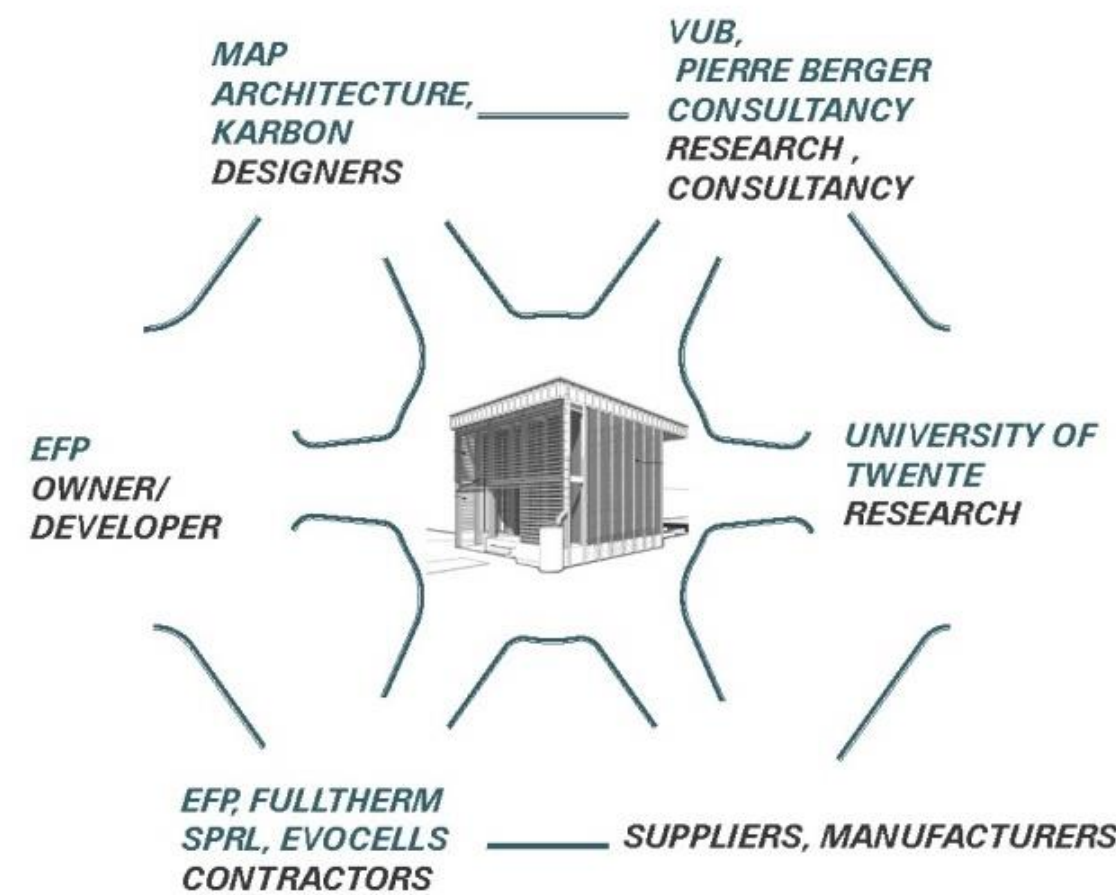 MAP
ARCHITECTURE,
KARBON
DESIGNERS
VUB,
PIERRE BERGER
CONSULTANCY
RESEARCH ,
CONSULTANCY
EFP
OWNER/
DEVELOPER
UNIVERSITY OF
TWENTE
RESEARCH
EFP, FULLTHERM
SPRL, EVOCELLS
CONTRACTORS
SUPPLIERS, MANUFACTURERS